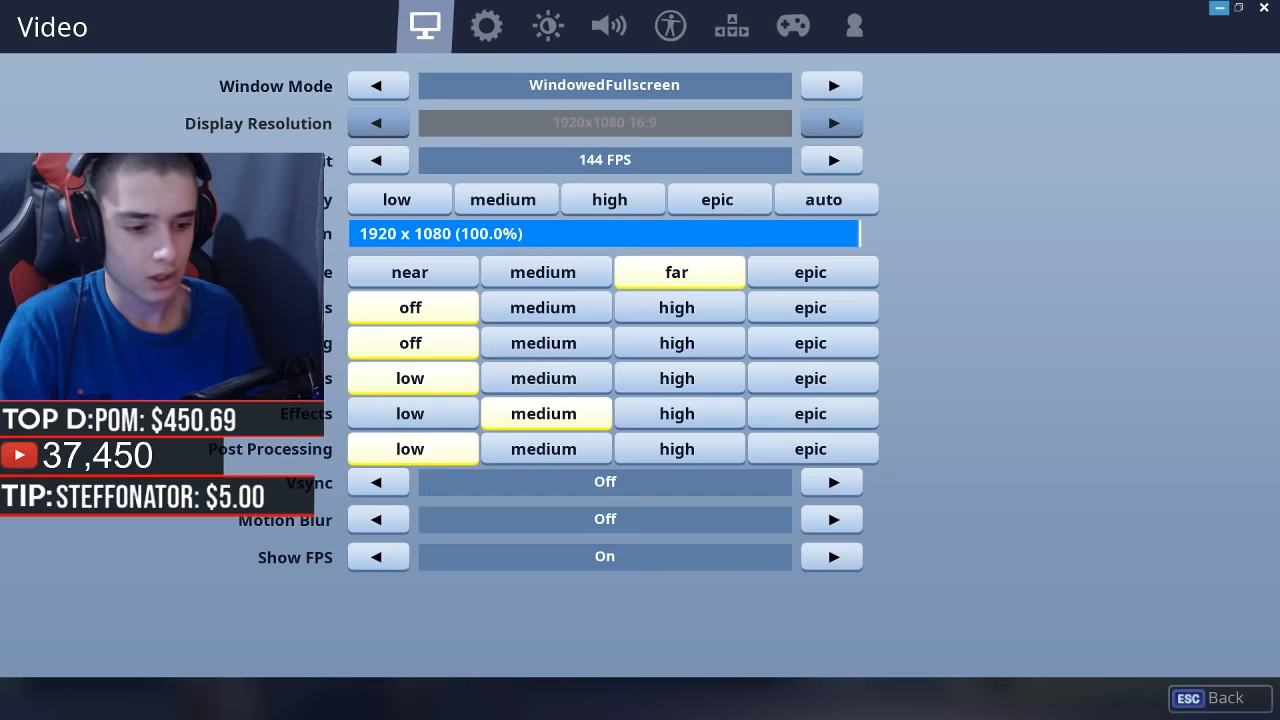 Video
Window Mode ◀ WindowedFullscreen ▶
Display Resolution ◀ 1920x1080 16:9 ▶
it ◀ 144 FPS ▶
y low medium high epic auto
n 1920 x 1080 (100.0%)
e near medium far epic
s off medium high epic
g off medium high epic
s low medium high epic
TOP D:POM: $450.69
Effects low medium high epic
37,450
Post Processing low medium high epic
Vsync ◀ Off ▶
TIP: STEFFONATOR: $5.00
Motion Blur ◀ Off ▶
Show FPS ◀ On ▶
ESC Back